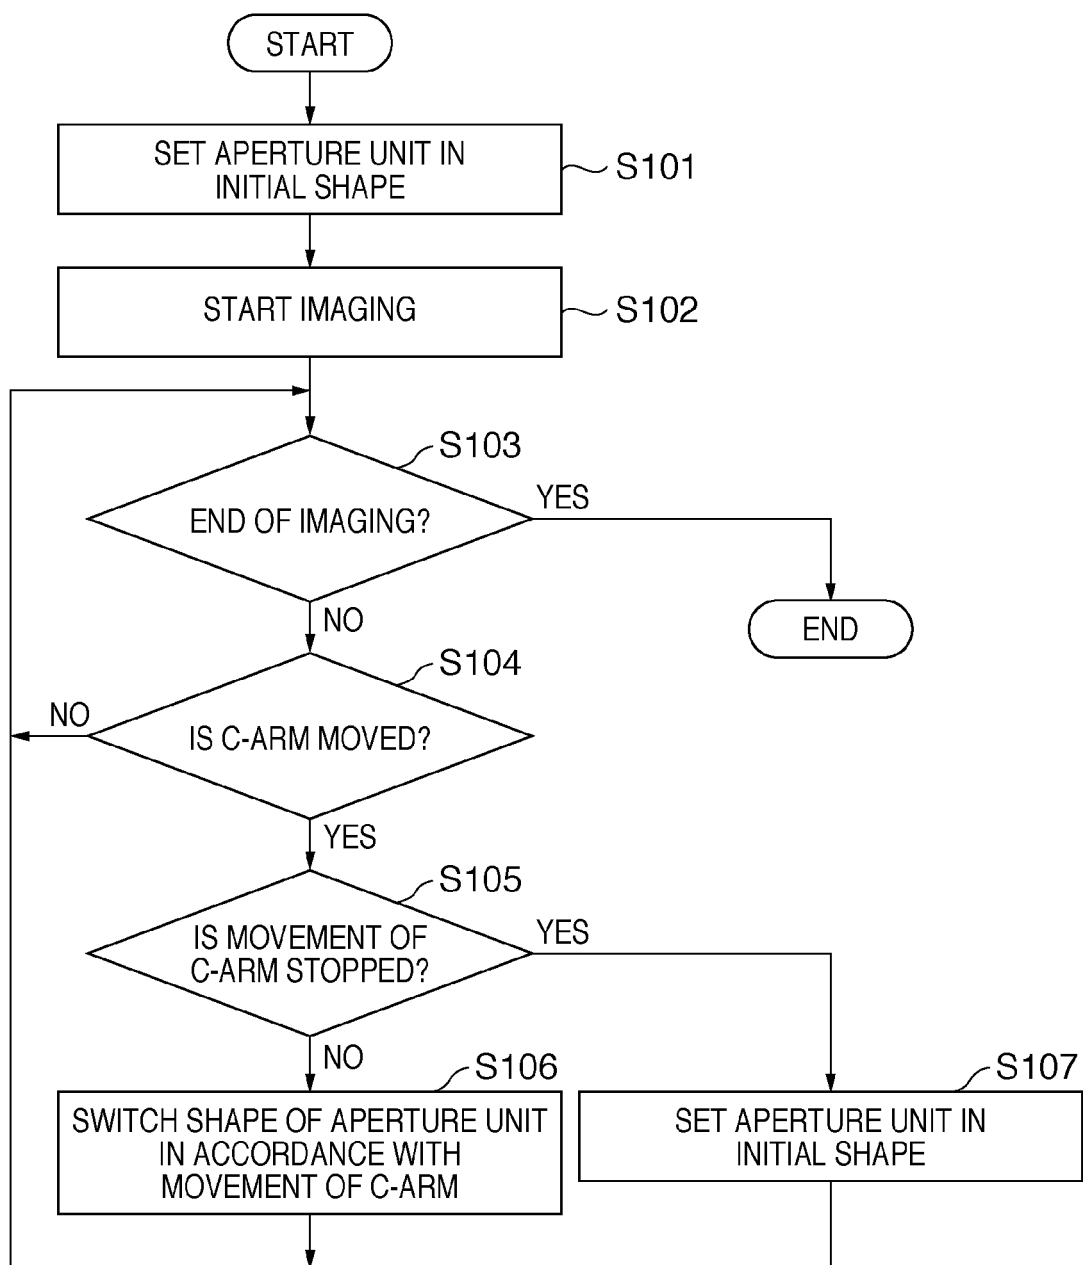 START
SET APERTURE UNIT IN
INITIAL SHAPE
S101
START IMAGING
S102
S103
END OF IMAGING?
YES
NO
END
S104
IS C-ARM MOVED?
NO
YES
S105
IS MOVEMENT OF
C-ARM STOPPED?
YES
NO
S106
SWITCH SHAPE OF APERTURE UNIT
IN ACCORDANCE WITH
MOVEMENT OF C-ARM
S107
SET APERTURE UNIT IN
INITIAL SHAPE